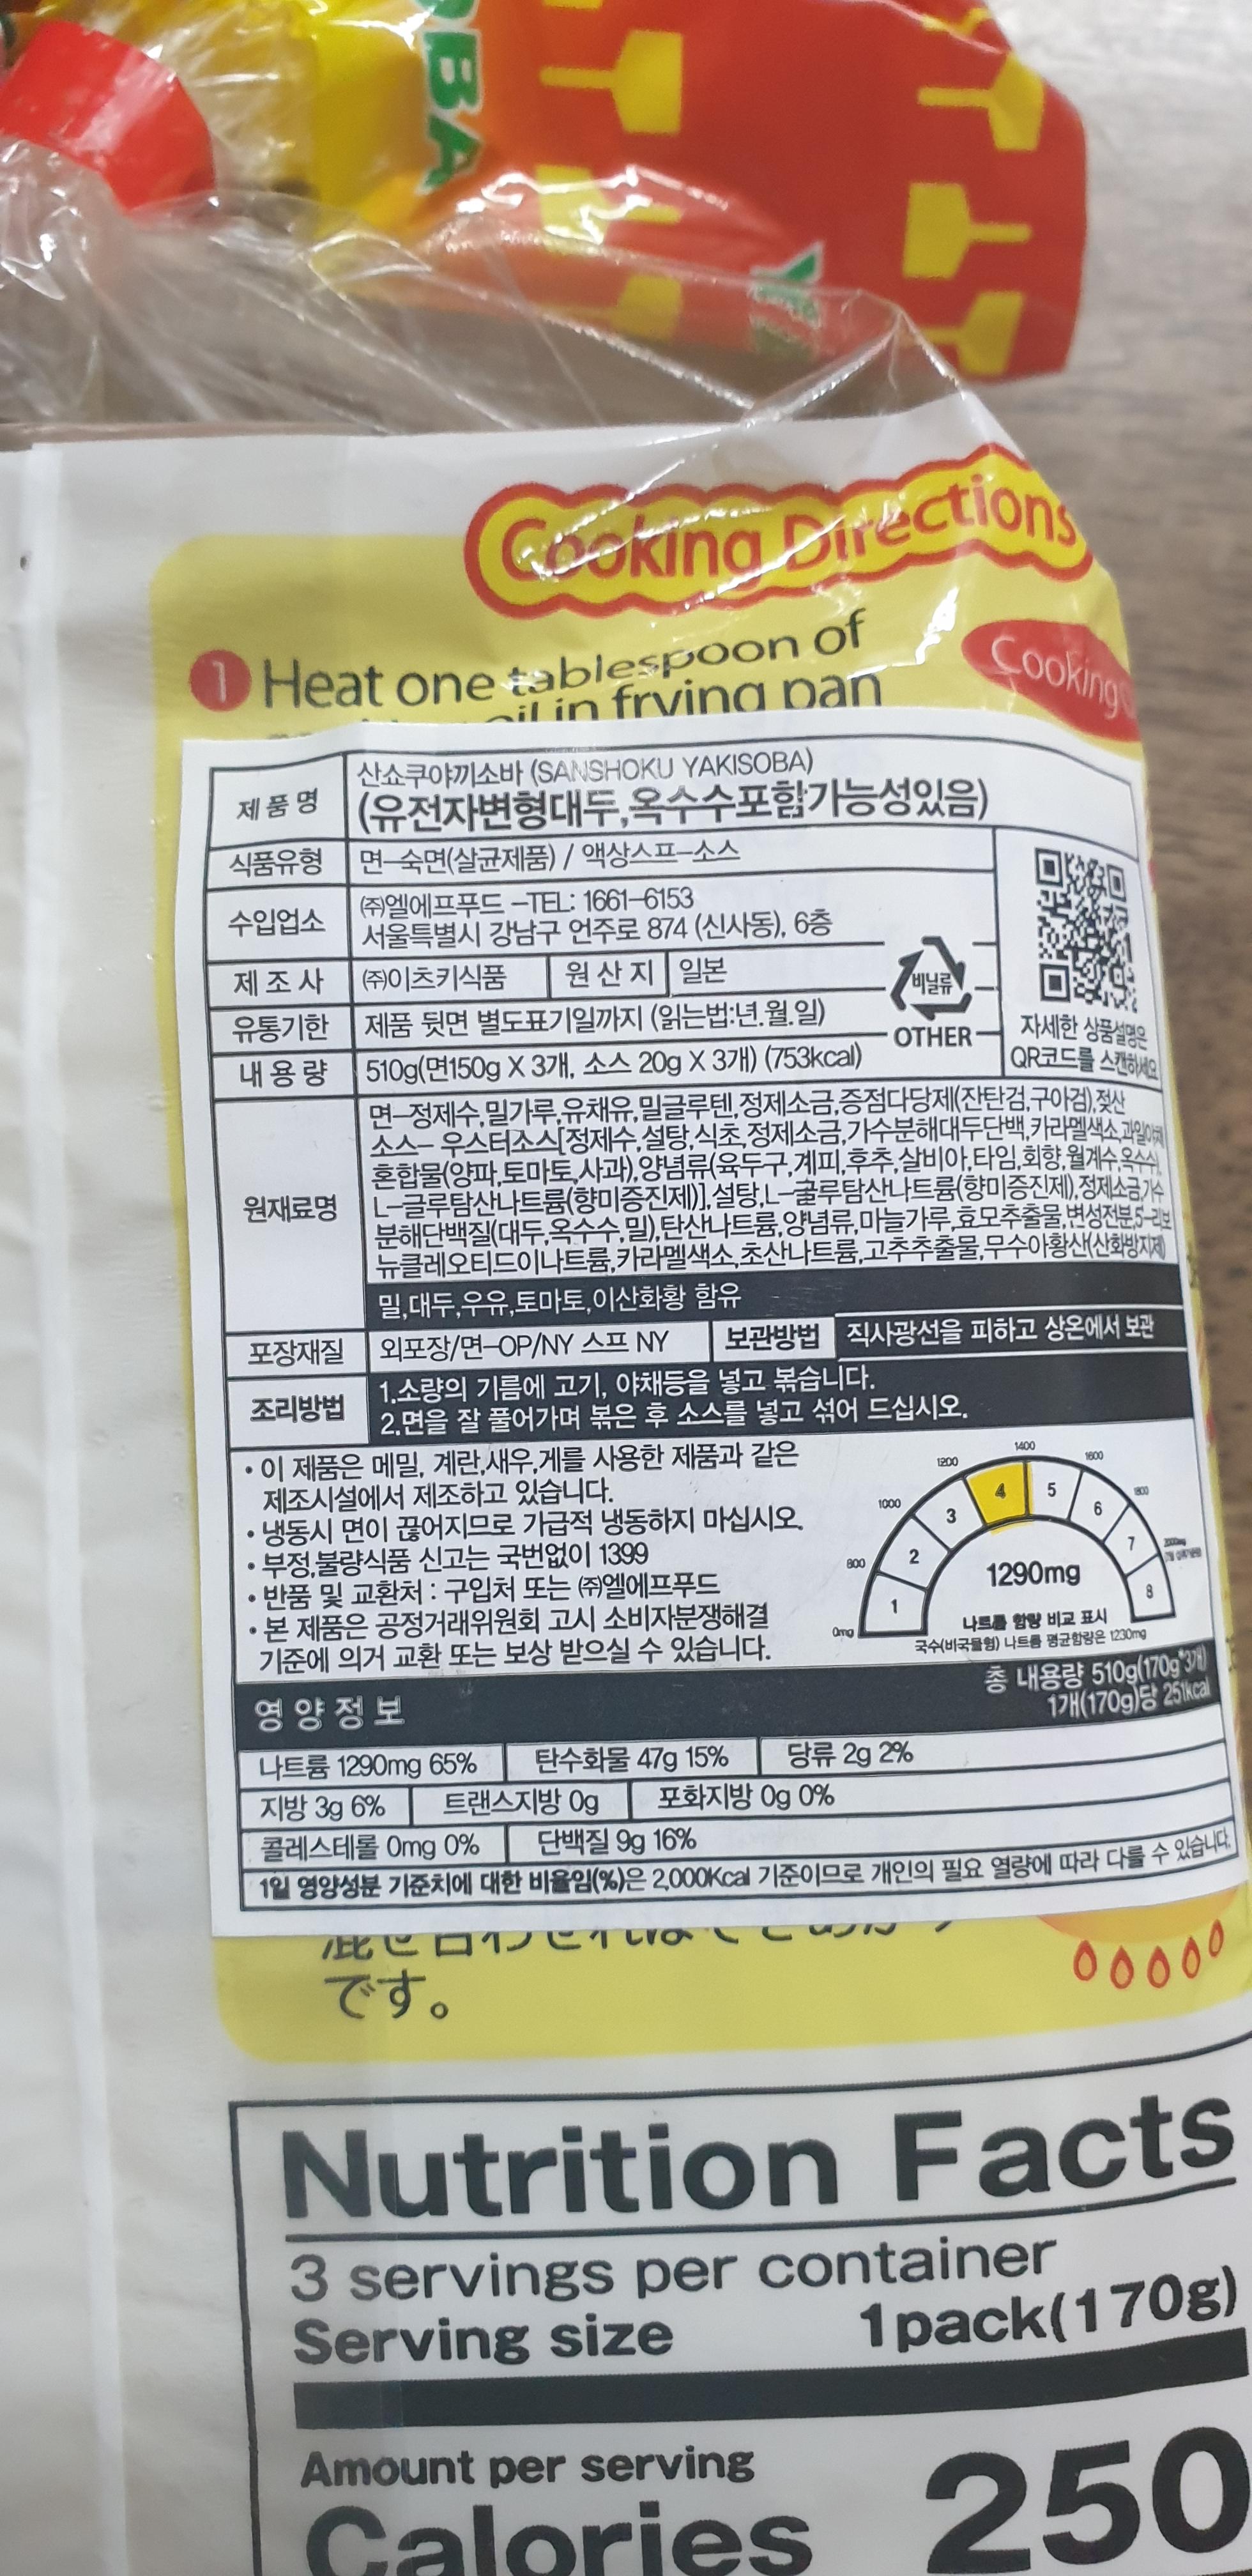 OBA
YA
Cooking Directions
Cooking
1 Heat one tablespoon of
oil in frying pan
제품명
산쇼쿠야끼소바 (SANSHOKU YAKISOBA)
(유전자변형대두,옥수수포함가능성있음)
식품유형
면-숙면(살균제품) / 액상스프-소스
수입업소
㈜엘에프푸드 -TEL: 1661-6153
서울특별시 강남구 언주로 874 (신사동), 6층
제조사 ㈜이츠키식품 원산지 일본
유통기한 제품 뒷면 별도표기일까지 (읽는법:년.월.일)
내용량 510g(면150g X 3개, 소스 20g X 3개) (753kcal)
비닐류
OTHER
자세한 상품설명은
QR코드를 스캔하세요
원재료명
면-정제수,밀가루,유채유,밀글루텐,정제소금,증점다당제(잔탄검,구아검),젖산
소스- 우스터소스[정제수,설탕,식초,정제소금,가수분해대두단백,카라멜색소,과일야채
혼합물(양파,토마토,사과),양념류(육두구,계피,후추,살비아,타임,회향,월계수,옥수수),
L-글루탐산나트륨(향미증진제)],설탕,L-글루탐산나트륨(향미증진제),정제소금,가수
분해단백질(대두,옥수수,밀),탄산나트륨,양념류,마늘가루,효모추출물,변성전분,5-리보
뉴클레오티드이나트륨,카라멜색소,초산나트륨,고추추출물,무수아황산(산화방지제)
밀,대두,우유,토마토,이산화황 함유
포장재질 외포장/면-OP/NY 스프 NY 보관방법 직사광선을 피하고 상온에서 보관
조리방법
1.소량의 기름에 고기, 야채등을 넣고 볶습니다.
2.면을 잘 풀어가며 볶은 후 소스를 넣고 섞어 드십시오.
• 이 제품은 메밀, 계란,새우,게를 사용한 제품과 같은
제조시설에서 제조하고 있습니다.
• 냉동시 면이 끊어지므로 가급적 냉동하지 마십시오.
• 부정,불량식품 신고는 국번없이 1399
• 반품 및 교환처 : 구입처 또는 ㈜엘에프푸드
• 본 제품은 공정거래위원회 고시 소비자분쟁해결
기준에 의거 교환 또는 보상 받으실 수 있습니다.
0mg 800 1000 1200 1400 1600 1800 2000mg
1 2 3 4 5 6 7 8
1290mg
나트륨 함량 비교 표시
국수(비국물형) 나트륨 평균함량은 1230mg
영양정보
총 내용량 510g(170g*3개)
1개(170g)당 251kcal
나트륨 1290mg 65% 탄수화물 47g 15% 당류 2g 2%
지방 3g 6% 트랜스지방 0g 포화지방 0g 0%
콜레스테롤 0mg 0% 단백질 9g 16%
1일 영양성분 기준치에 대한 비율임(%)은 2,000Kcal 기준이므로 개인의 필요 열량에 따라 다를 수 있습니다.
です。
Nutrition Facts
3 servings per container
Serving size 1pack(170g)
Amount per serving
Calories 250